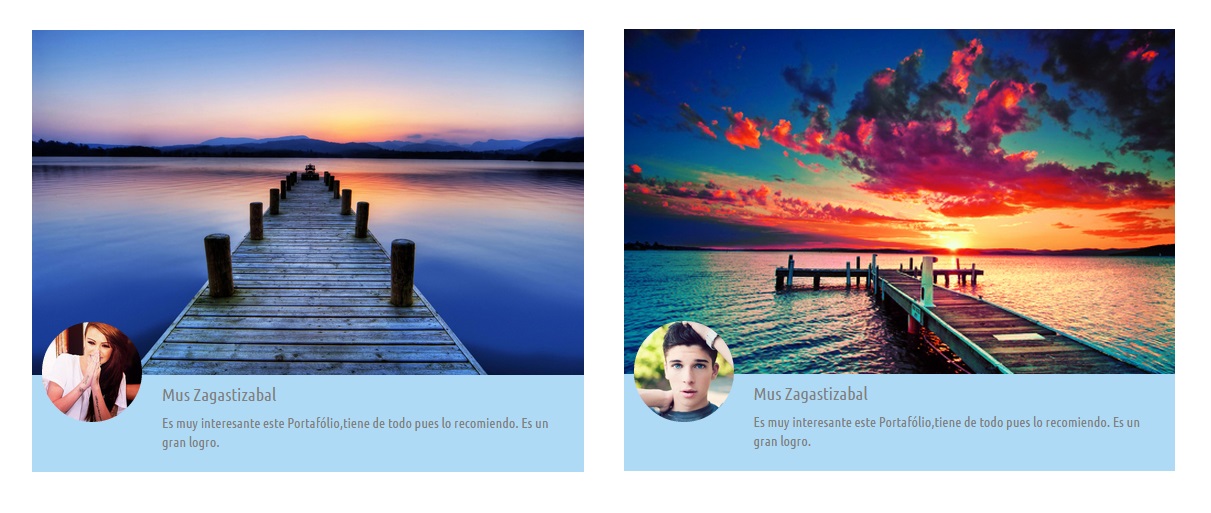 Mus Zagastizabal
Es muy interesante este Portafólio,tiene de todo pues lo recomiendo. Es un
gran logro.
Mus Zagastizabal
Es muy interesante este Portafólio,tiene de todo pues lo recomiendo. Es un
gran logro.